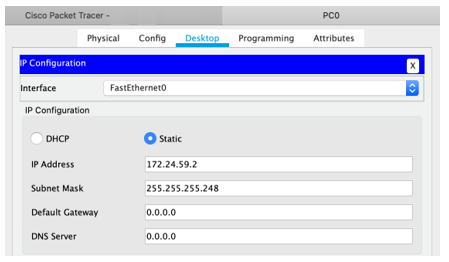 Cisco Packet Tracer - PC0
Physical Config Desktop Programming Attributes
IP Configuration X
Interface FastEthernet0
IP Configuration
DHCP Static
IP Address 172.24.59.2
Subnet Mask 255.255.255.248
Default Gateway 0.0.0.0
DNS Server 0.0.0.0